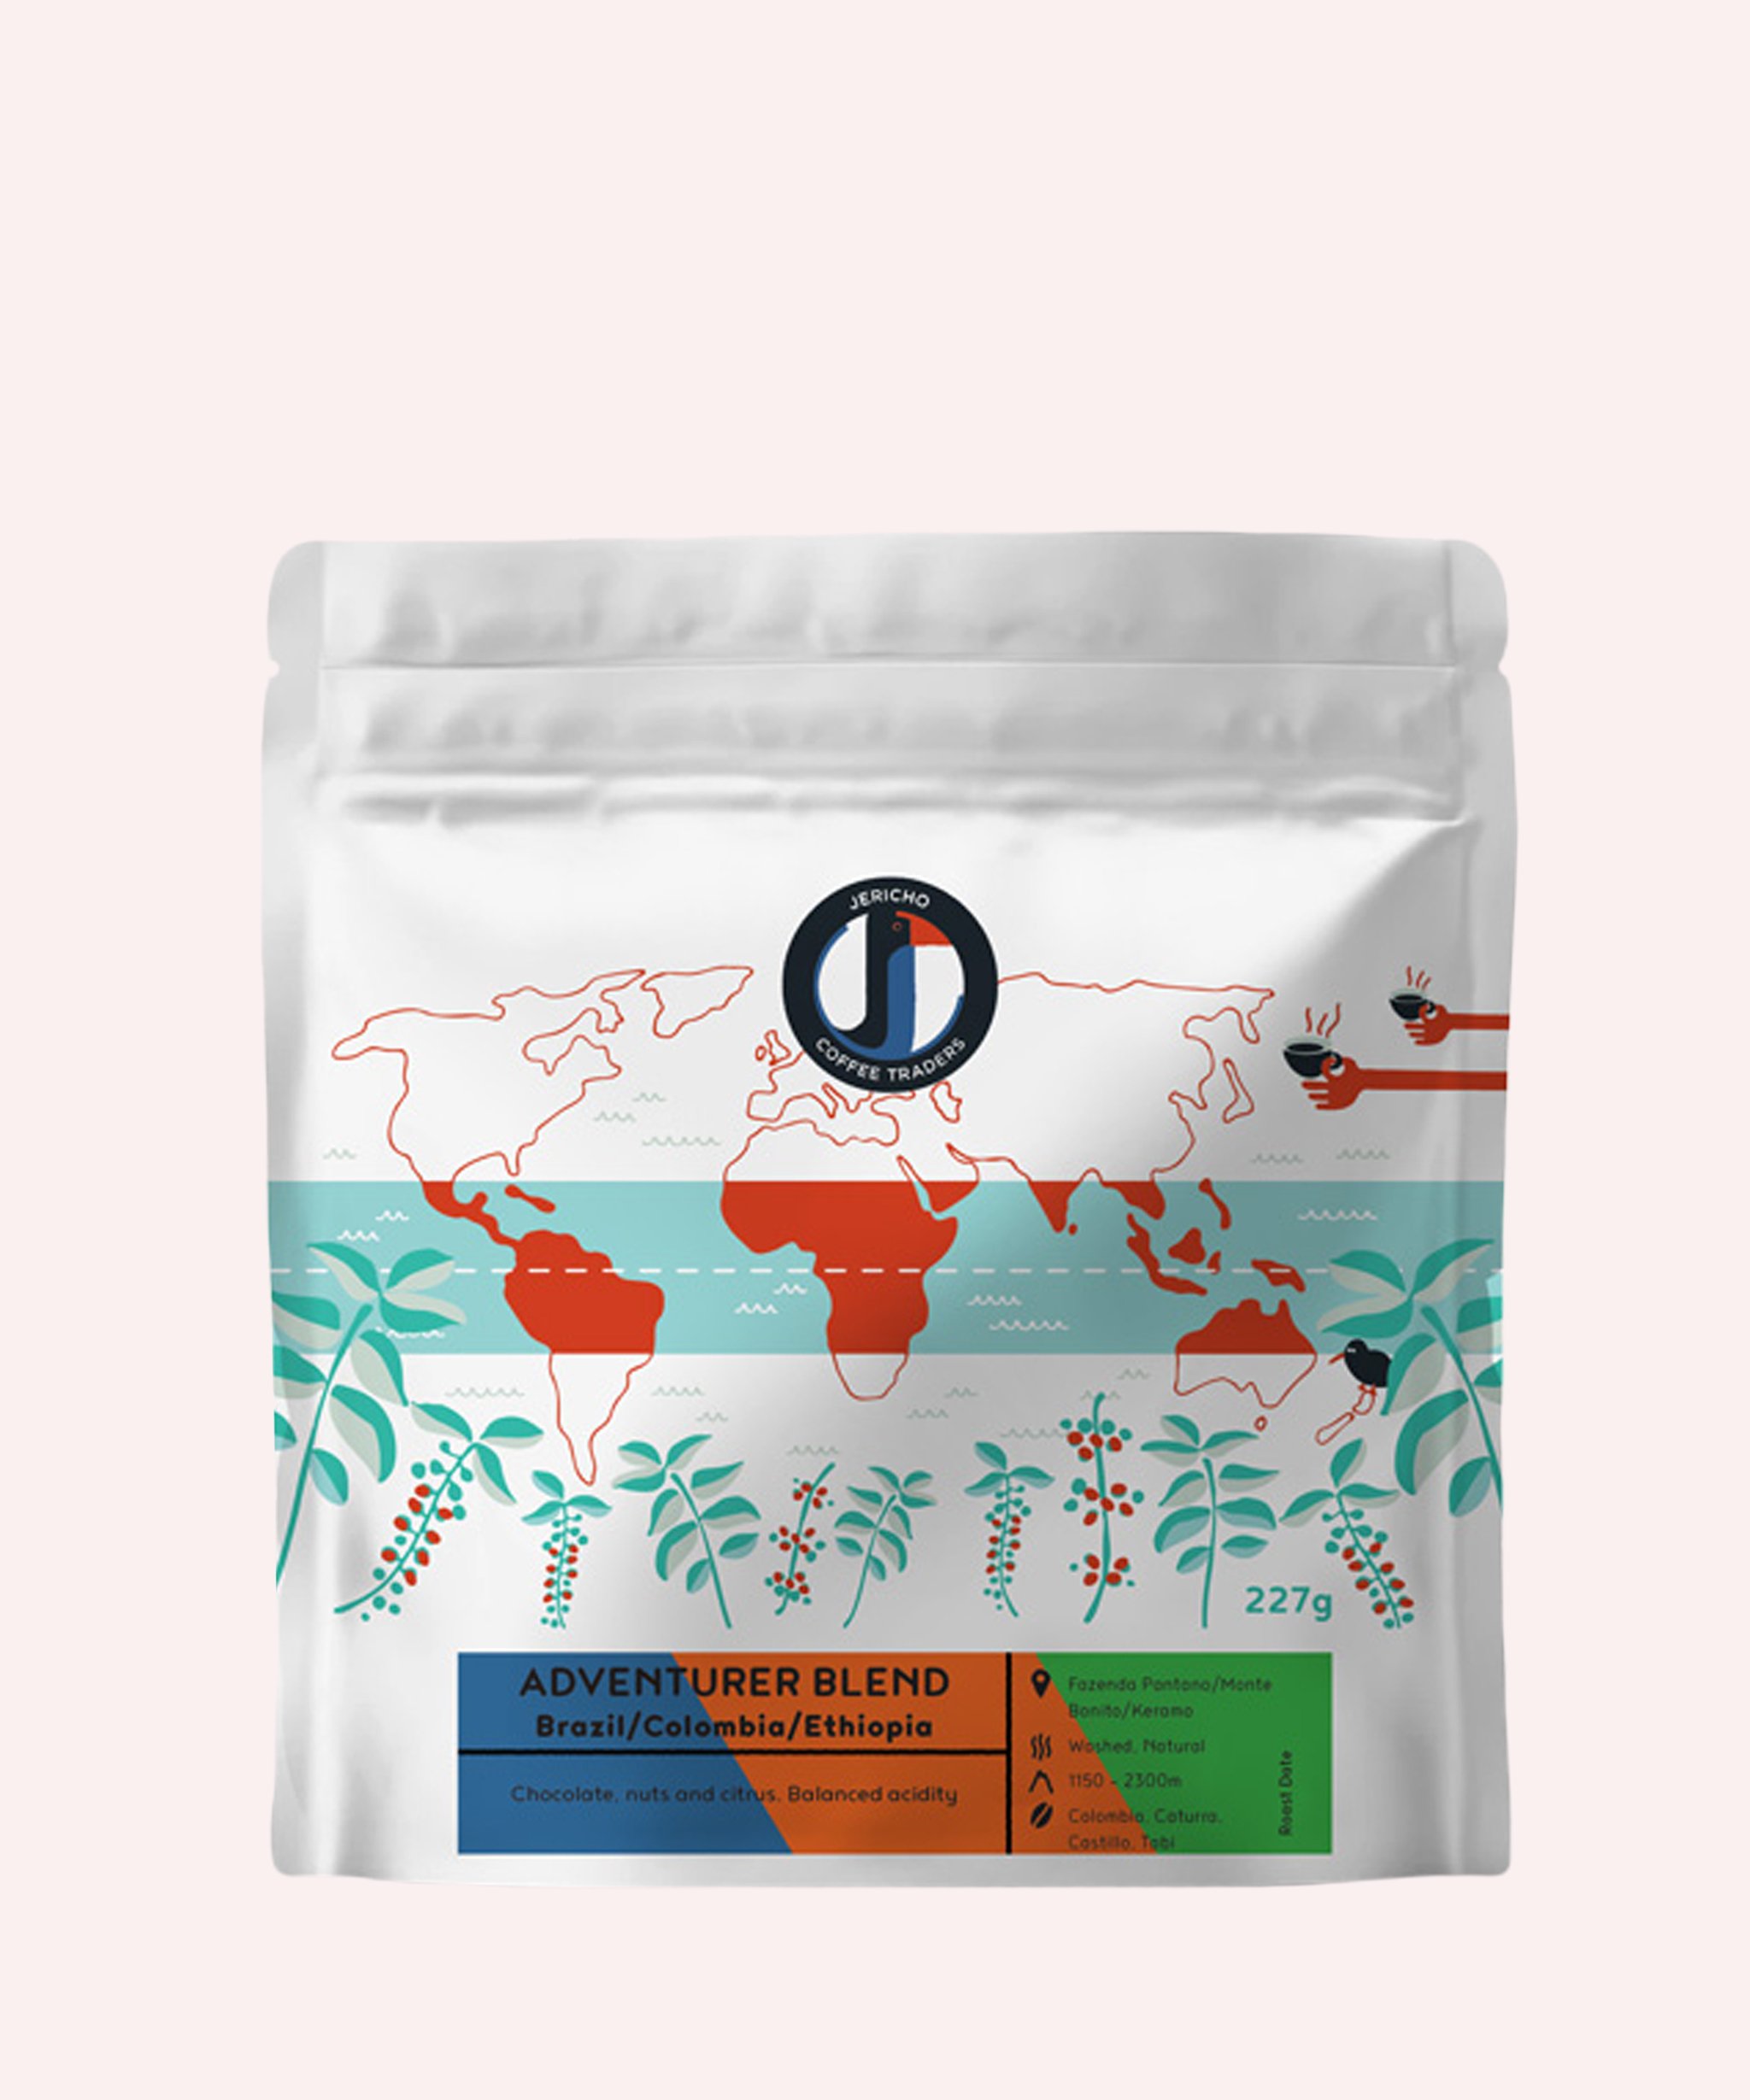 JERICHO
COFFEE TRADERS
227g
ADVENTURER BLEND
Brazil/Colombia/Ethiopia
Chocolate, nuts and citrus. Balanced acidity
Fazenda Pantano/Monte
Bonito/Keramo
Washed, Natural
1150 - 2300m
Colombia, Caturra,
Castillo, Tabi
Roast Date